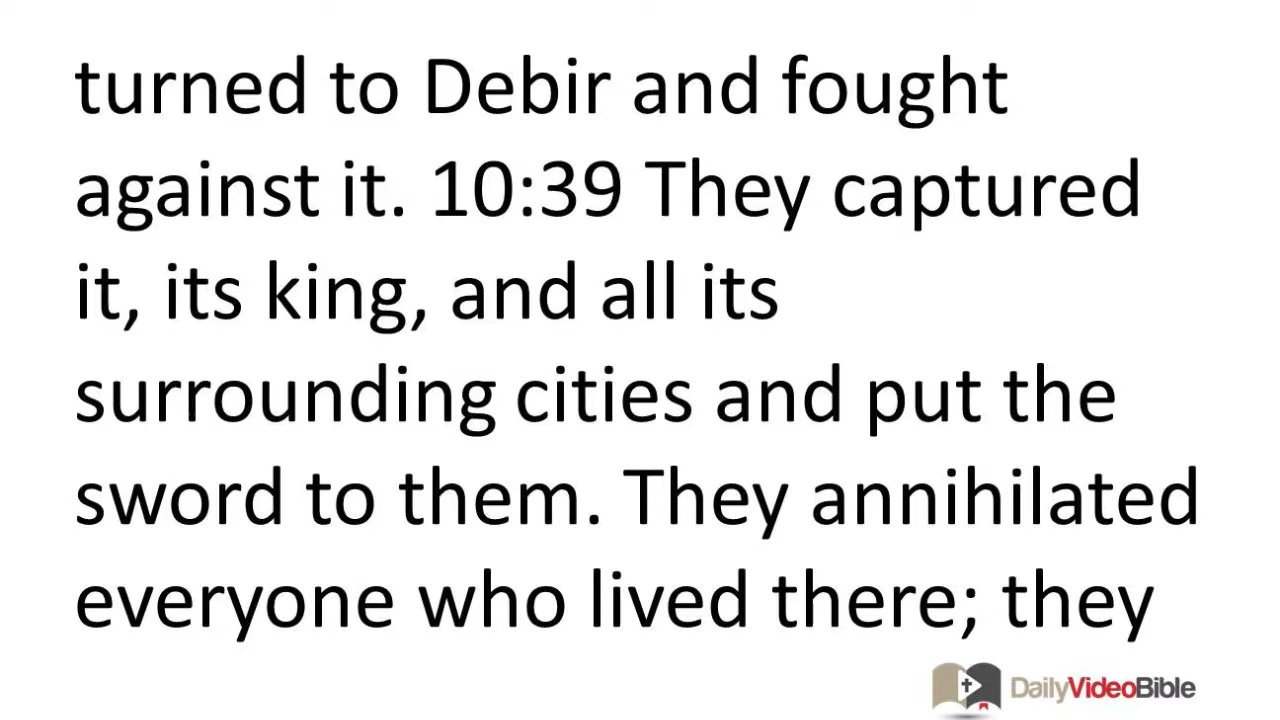 turned to Debir and fought
against it. 10:39 They captured
it, its king, and all its
surrounding cities and put the
sword to them. They annihilated
everyone who lived there; they
DailyVideoBible